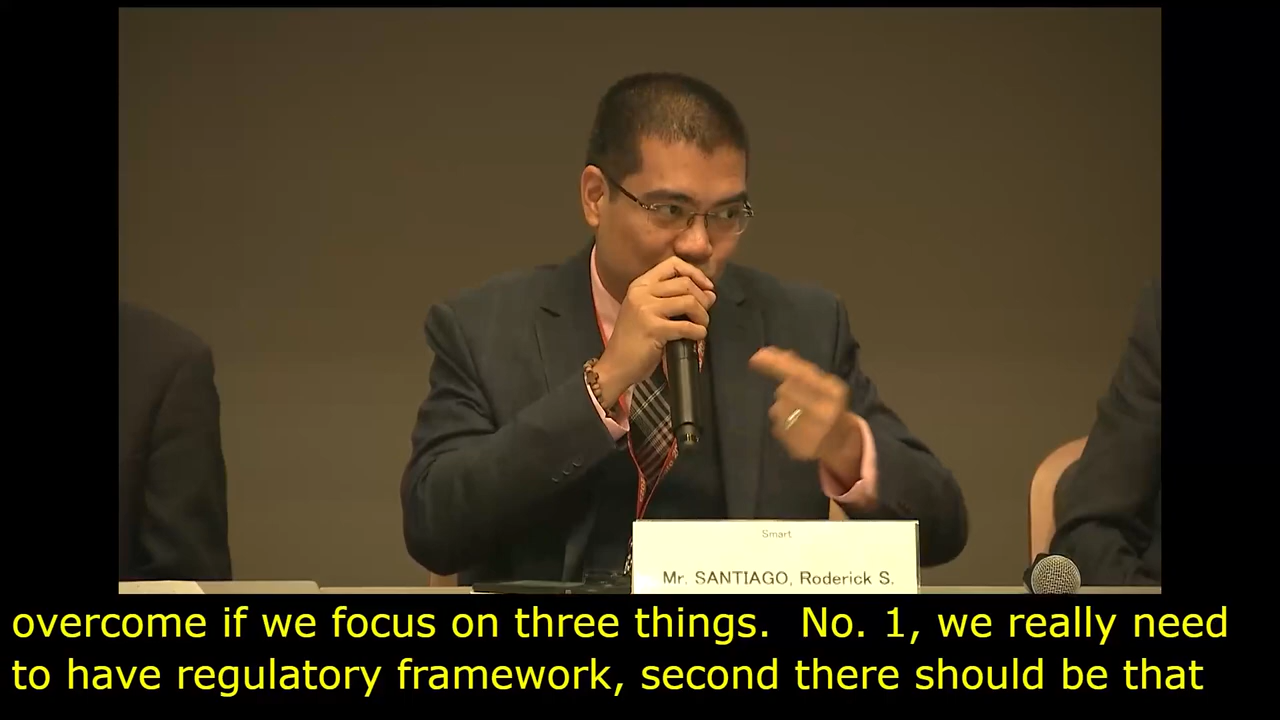 Smart
Mr. SANTIAGO, Roderick S.
overcome if we focus on three things.  No. 1, we really need
to have regulatory framework, second there should be that